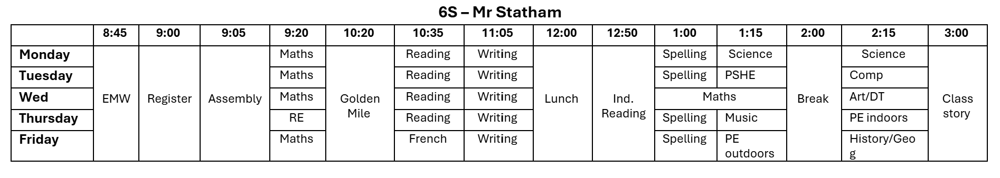 6S – Mr Statham
8:45 9:00 9:05 9:20 10:20 10:35 11:05 12:00 12:50 1:00 1:15 2:00 2:15 3:00
Monday Maths Reading Writing Spelling Science Science
Tuesday Maths Reading Writing Spelling PSHE Comp
Wed EMW Register Assembly Maths Golden Reading Writing Lunch Ind. Maths Break Art/DT Class
Mile Reading story
Thursday RE Reading Writing Spelling Music PE indoors
Friday Maths French Writing Spelling PE History/Geo
outdoors g